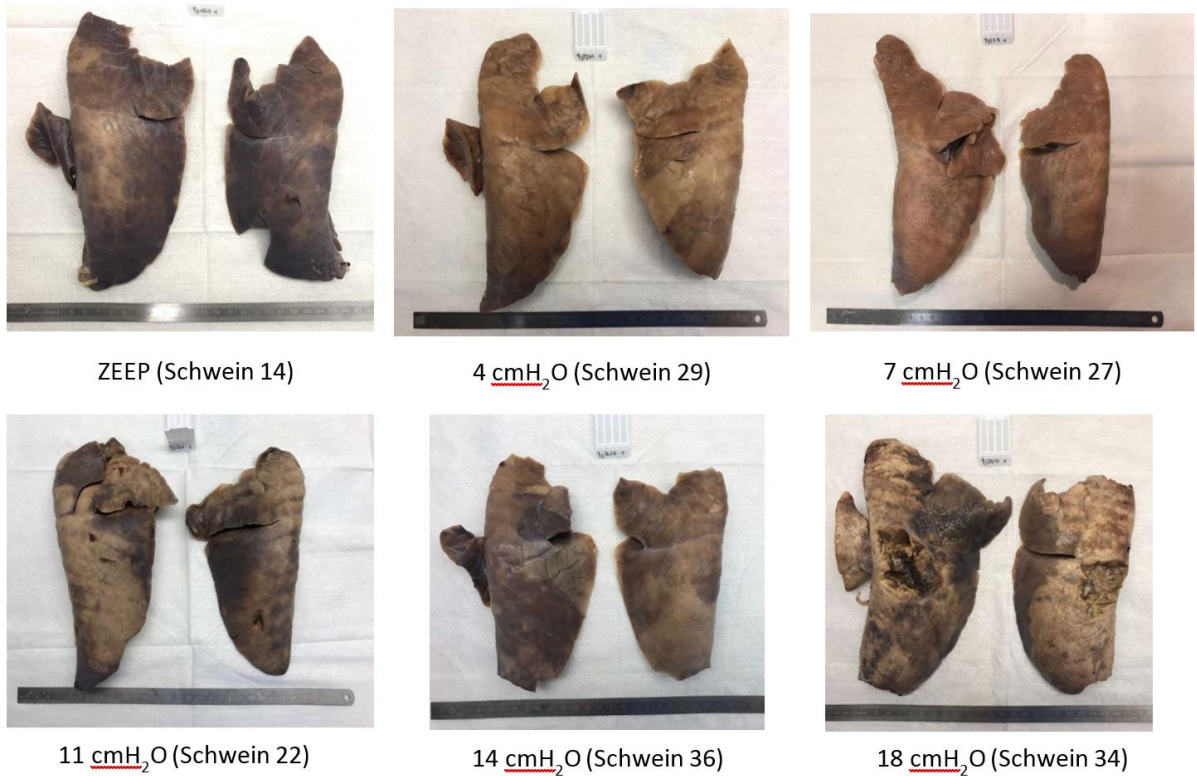 ZEEP (Schwein 14)
4 cmH₂O (Schwein 29)
7 cmH₂O (Schwein 27)
11 cmH₂O (Schwein 22)
14 cmH₂O (Schwein 36)
18 cmH₂O (Schwein 34)